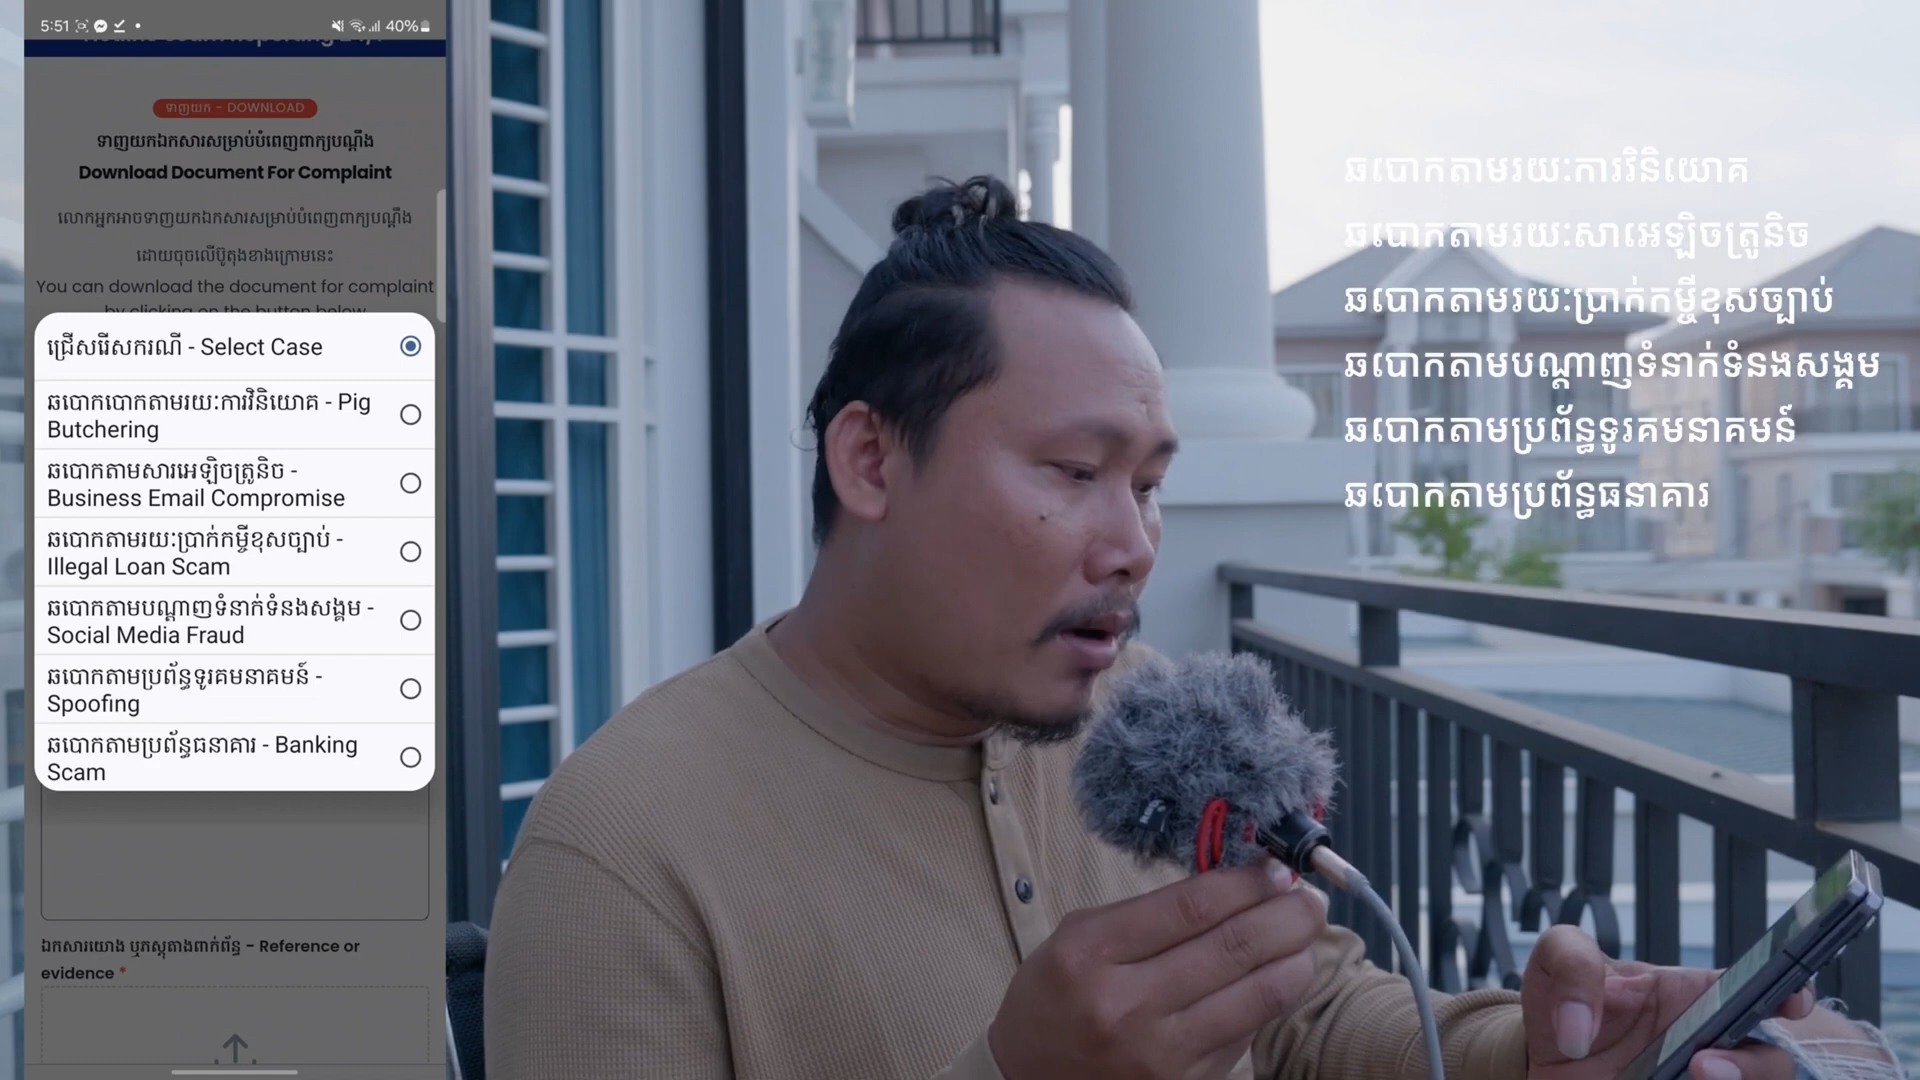 5:51
40%
ទាញយក - DOWNLOAD
ទាញយកឯកសារសម្រាប់បំពេញពាក្យបណ្ដឹង
Download Document For Complaint
លោកអ្នកអាចទាញយកឯកសារសម្រាប់បំពេញពាក្យបណ្ដឹង
ដោយចុចលើប៊ូតុងខាងក្រោមនេះ
You can download the document for complaint
by clicking on the button below
ជ្រើសរើសករណី - Select Case
ឆបោកបោកតាមរយៈការវិនិយោគ - Pig
Butchering
ឆបោកតាមសារអេឡិចត្រូនិច -
Business Email Compromise
ឆបោកតាមរយៈប្រាក់កម្ចីខុសច្បាប់ -
Illegal Loan Scam
ឆបោកតាមបណ្ដាញទំនាក់ទំនងសង្គម -
Social Media Fraud
ឆបោកតាមប្រព័ន្ធទូរគមនាគមន៍ -
Spoofing
ឆបោកតាមប្រព័ន្ធធនាគារ - Banking
Scam
ឯកសារយោង ឬភស្តុតាងពាក់ព័ន្ធ - Reference or
evidence *
ឆបោកតាមរយៈការវិនិយោគ
ឆបោកតាមរយៈសាអេឡិចត្រូនិច
ឆបោកតាមរយៈប្រាក់កម្ចីខុសច្បាប់
ឆបោកតាមបណ្ដាញទំនាក់ទំនងសង្គម
ឆបោកតាមប្រព័ន្ធទូរគមនាគមន៍
ឆបោកតាមប្រព័ន្ធធនាគារ